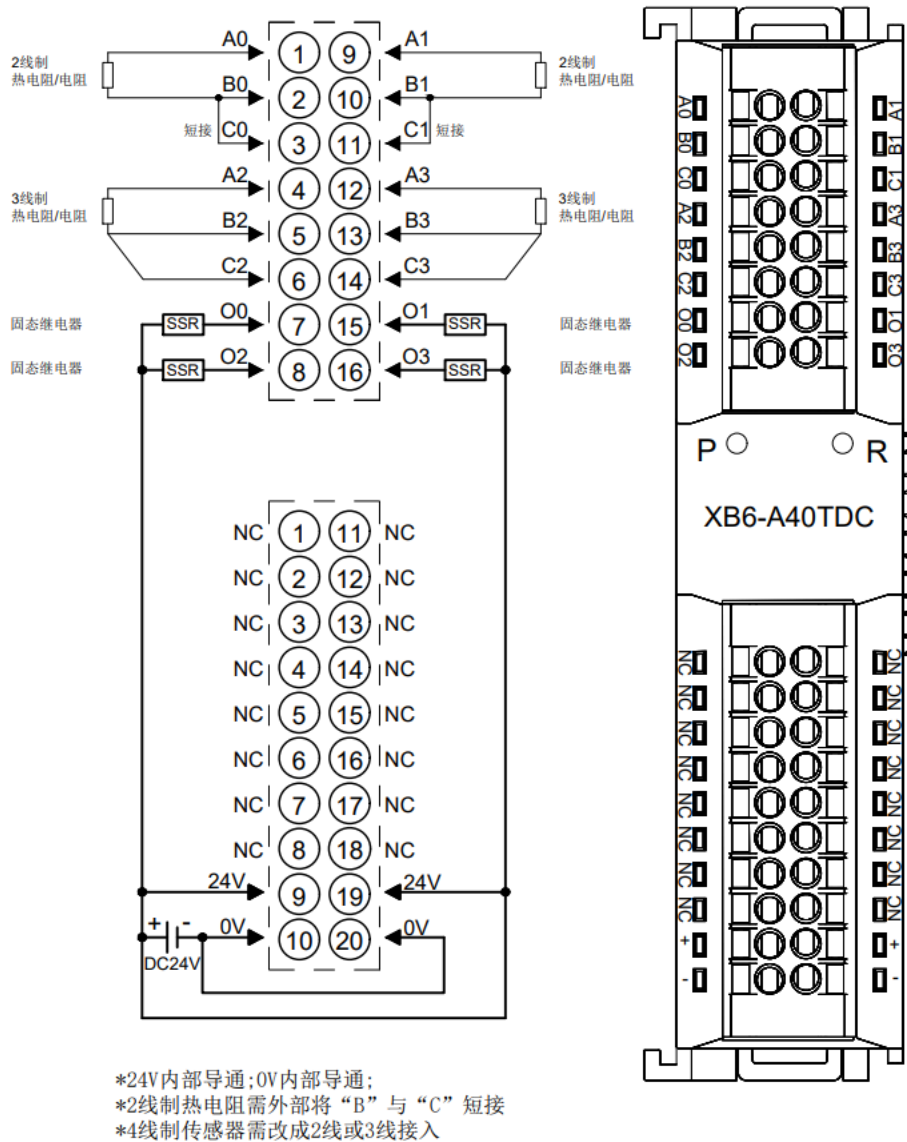 A0 1 9 A1
2线制
热电阻/电阻
2线制
热电阻/电阻
B0 2 10 B1
短接 C0 3 11 C1 短接
A2 4 12 A3
3线制
热电阻/电阻
3线制
热电阻/电阻
B2 5 13 B3
C2 6 14 C3
固态继电器 SSR O0 7 15 O1 SSR 固态继电器
固态继电器 SSR O2 8 16 O3 SSR 固态继电器
NC 1 11 NC
NC 2 12 NC
NC 3 13 NC
NC 4 14 NC
NC 5 15 NC
NC 6 16 NC
NC 7 17 NC
NC 8 18 NC
24V 9 19 24V
+ - 0V 10 20 0V
DC24V
*24V内部导通;0V内部导通;
*2线制热电阻需外部将“B”与“C”短接
*4线制传感器需改成2线或3线接入
A0 A1
B0 B1
C0 C1
A2 A3
B2 B3
C2 C3
O0 O1
O2 O3
P R
XB6-A40TDC
NC NC
NC NC
NC NC
NC NC
NC NC
NC NC
NC NC
NC NC
+ +
- -